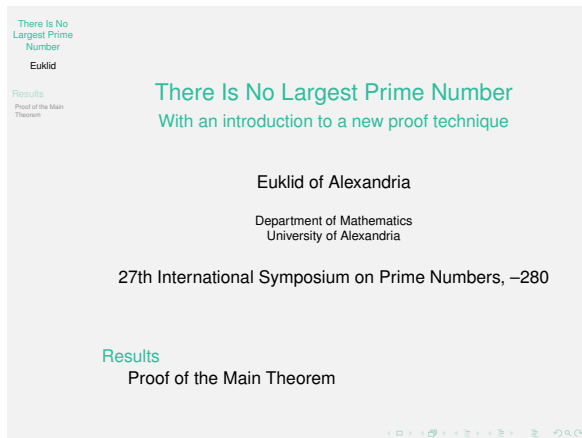 There Is No
Largest Prime
Number
Euklid
Results
Proof of the Main
Theorem
There Is No Largest Prime Number
With an introduction to a new proof technique
Euklid of Alexandria
Department of Mathematics
University of Alexandria
27th International Symposium on Prime Numbers, –280
Results
Proof of the Main Theorem